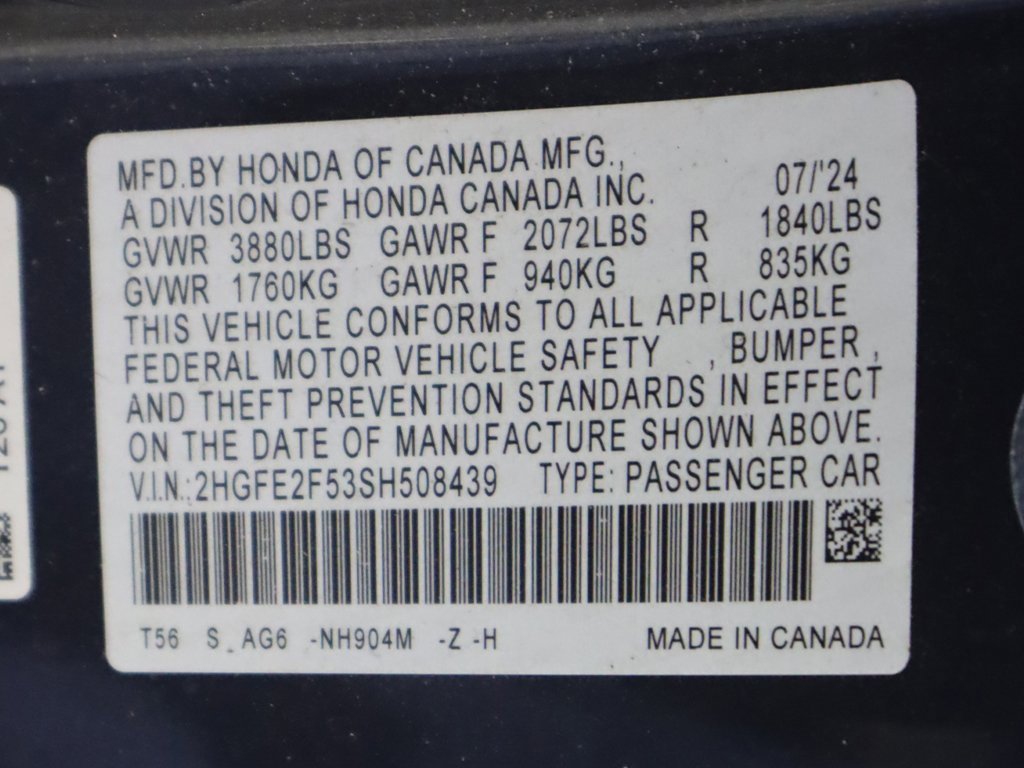 MFD.BY HONDA OF CANADA MFG.,
A DIVISION OF HONDA CANADA INC. 07/'24
GVWR 3880LBS GAWR F 2072LBS R 1840LBS
GVWR 1760KG GAWR F 940KG R 835KG
THIS VEHICLE CONFORMS TO ALL APPLICABLE
FEDERAL MOTOR VEHICLE SAFETY , BUMPER ,
AND THEFT PREVENTION STANDARDS IN EFFECT
ON THE DATE OF MANUFACTURE SHOWN ABOVE.
V.I.N.:2HGFE2F53SH508439 TYPE: PASSENGER CAR
T56 S_AG6 -NH904M -Z -H MADE IN CANADA